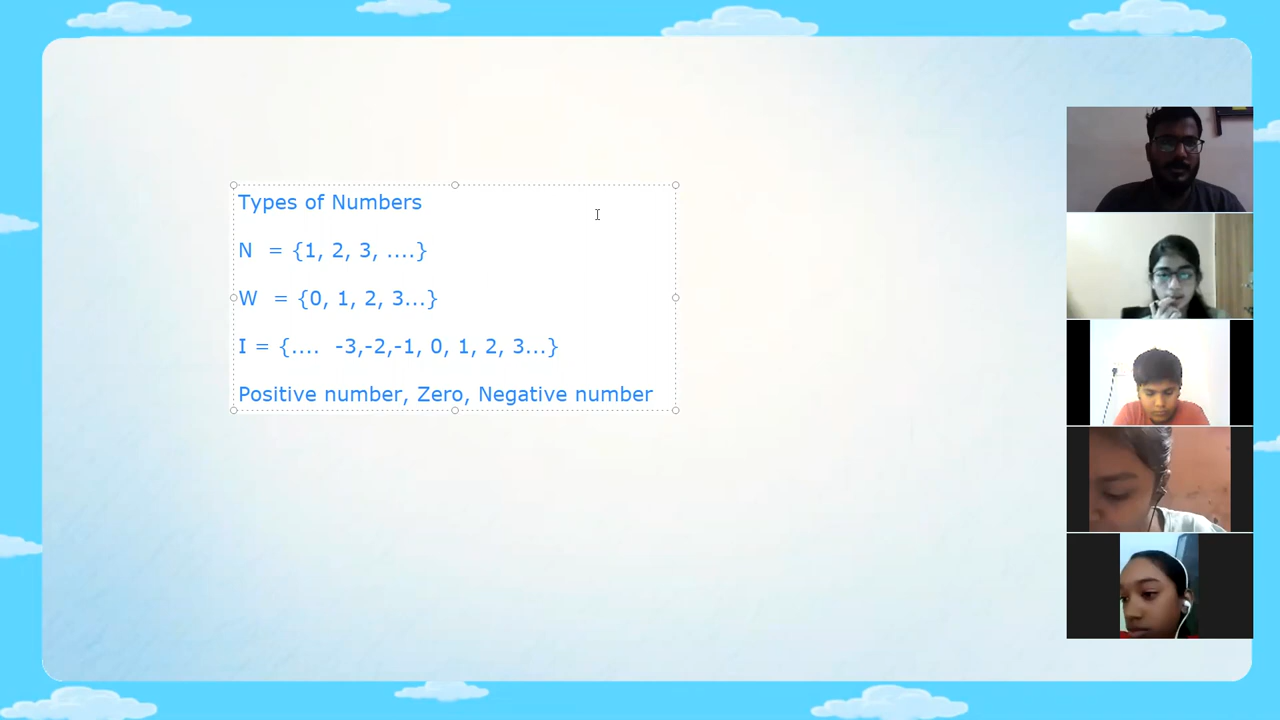 Types of Numbers
N = {1, 2, 3, ....}
W = {0, 1, 2, 3...}
I = {.... -3,-2,-1, 0, 1, 2, 3...}
Positive number, Zero, Negative number